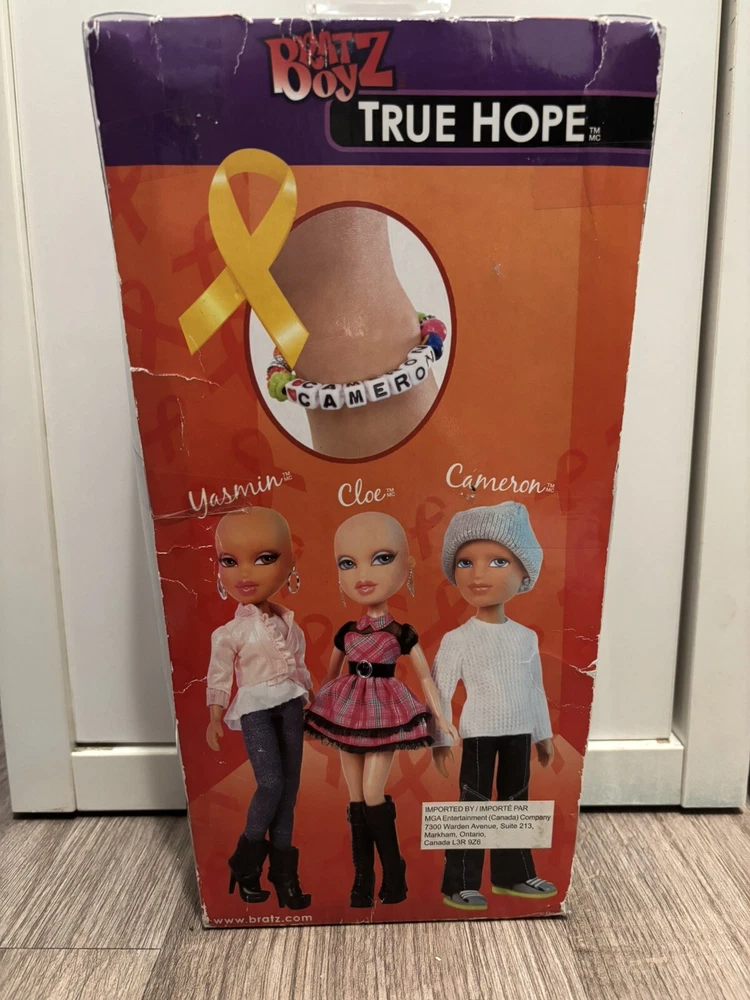 BRATZ
BOYZ
TRUE HOPE TM MC
CAMERON
Yasmin TM MC
Cloe TM MC
Cameron TM MC
IMPORTED BY / IMPORTÉ PAR
MGA Entertainment (Canada) Company
7300 Warden Avenue, Suite 213,
Markham, Ontario,
Canada L3R 9Z6
www.bratz.com